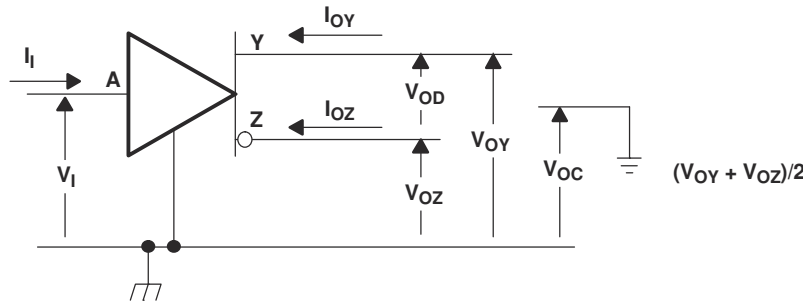 I_OY
I_I
A
Y
V_OD
Z
I_OZ
V_OY
V_I
V_OZ
V_OC
(V_OY + V_OZ)/2